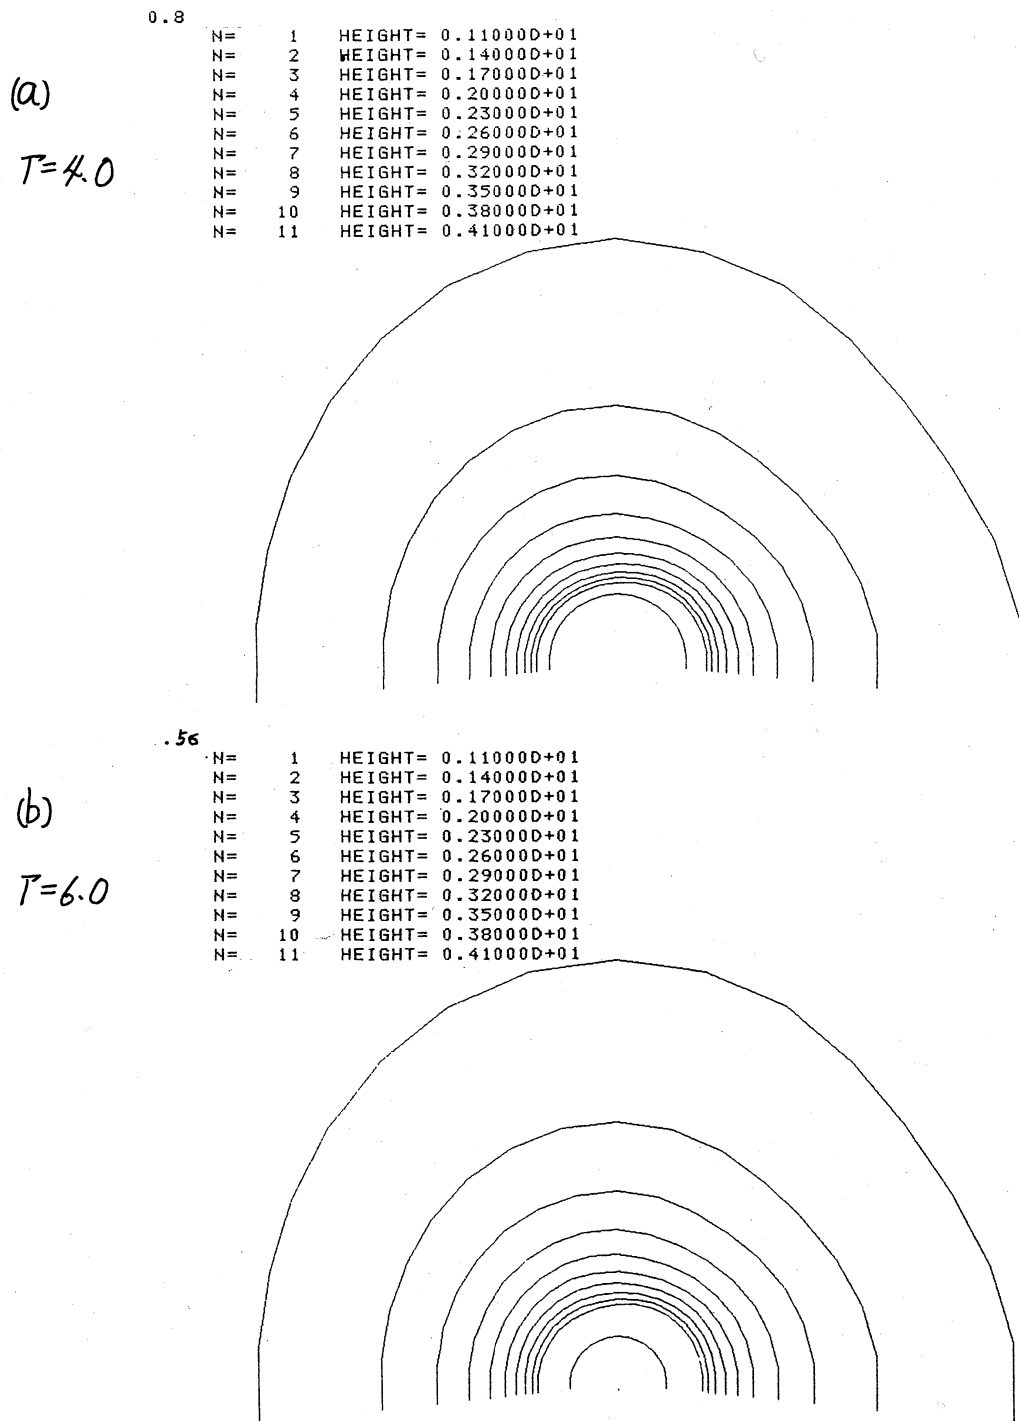 0.8
N= 1 HEIGHT= 0.11000D+01
N= 2 HEIGHT= 0.14000D+01
N= 3 HEIGHT= 0.17000D+01
N= 4 HEIGHT= 0.20000D+01
N= 5 HEIGHT= 0.23000D+01
N= 6 HEIGHT= 0.26000D+01
N= 7 HEIGHT= 0.29000D+01
N= 8 HEIGHT= 0.32000D+01
N= 9 HEIGHT= 0.35000D+01
N= 10 HEIGHT= 0.38000D+01
N= 11 HEIGHT= 0.41000D+01
(a)
T=4.0
.56
N= 1 HEIGHT= 0.11000D+01
N= 2 HEIGHT= 0.14000D+01
N= 3 HEIGHT= 0.17000D+01
N= 4 HEIGHT= 0.20000D+01
N= 5 HEIGHT= 0.23000D+01
N= 6 HEIGHT= 0.26000D+01
N= 7 HEIGHT= 0.29000D+01
N= 8 HEIGHT= 0.32000D+01
N= 9 HEIGHT= 0.35000D+01
N= 10 HEIGHT= 0.38000D+01
N= 11 HEIGHT= 0.41000D+01
(b)
T=6.0